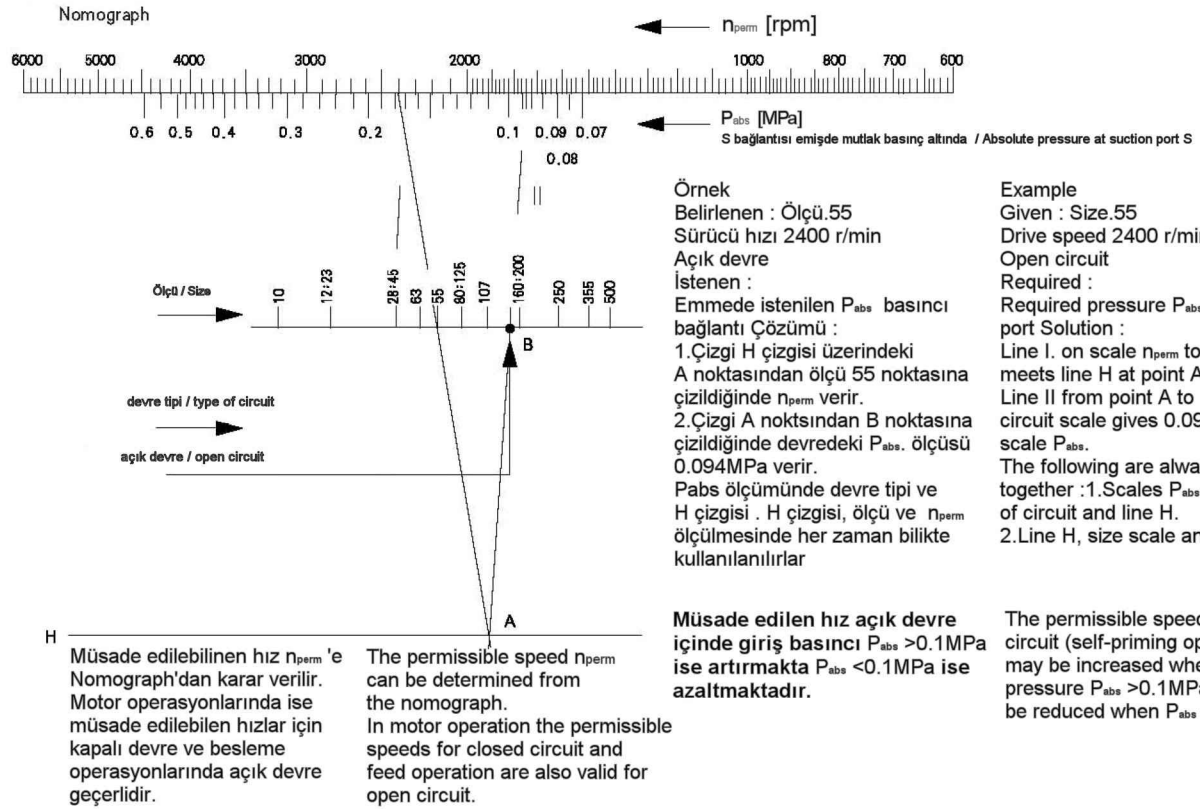 Nomograph
nperm [rpm]
6000 5000 4000 3000 2000 1000 800 700 600
0.6 0.5 0.4 0.3 0.2 0.1 0.09 0.07
0.08
Pabs [MPa]
S bağlantısı emişde mutlak basınç altında / Absolute pressure at suction port S
II
Ölçü / Size
10 12:23 28:45 63 55 80:125 107 160:200 250 355 500
B
devre tipi / type of circuit
açık devre / open circuit
A
H
Örnek
Belirlenen : Ölçü.55
Sürücü hızı 2400 r/min
Açık devre
İstenen :
Emmede istenilen Pabs basıncı
bağlantı Çözümü :
1.Çizgi H çizgisi üzerindeki
A noktasından ölçü 55 noktasına
çizildiğinde nperm verir.
2.Çizgi A noktsından B noktasına
çizildiğinde devredeki Pabs. ölçüsü
0.094MPa verir.
Pabs ölçümünde devre tipi ve
H çizgisi . H çizgisi, ölçü ve nperm
ölçülmesinde her zaman bilikte
kullanılanılırlar
Example
Given : Size.55
Drive speed 2400 r/min
Open circuit
Required :
Required pressure Pabs
port Solution :
Line I. on scale nperm to
meets line H at point A
Line II from point A to
circuit scale gives 0.09
scale Pabs.
The following are alwa
together :1.Scales Pabs
of circuit and line H.
2.Line H, size scale an
Müsade edilebilinen hız nperm 'e
Nomograph'dan karar verilir.
Motor operasyonlarında ise
müsade edilebilen hızlar için
kapalı devre ve besleme
operasyonlarında açık devre
geçerlidir.
The permissible speed nperm
can be determined from
the nomograph.
In motor operation the permissible
speeds for closed circuit and
feed operation are also valid for
open circuit.
Müsade edilen hız açık devre
içinde giriş basıncı Pabs >0.1MPa
ise artırmakta Pabs <0.1MPa ise
azaltmaktadır.
The permissible speed
circuit (self-priming op
may be increased whe
pressure Pabs >0.1MPa
be reduced when Pabs